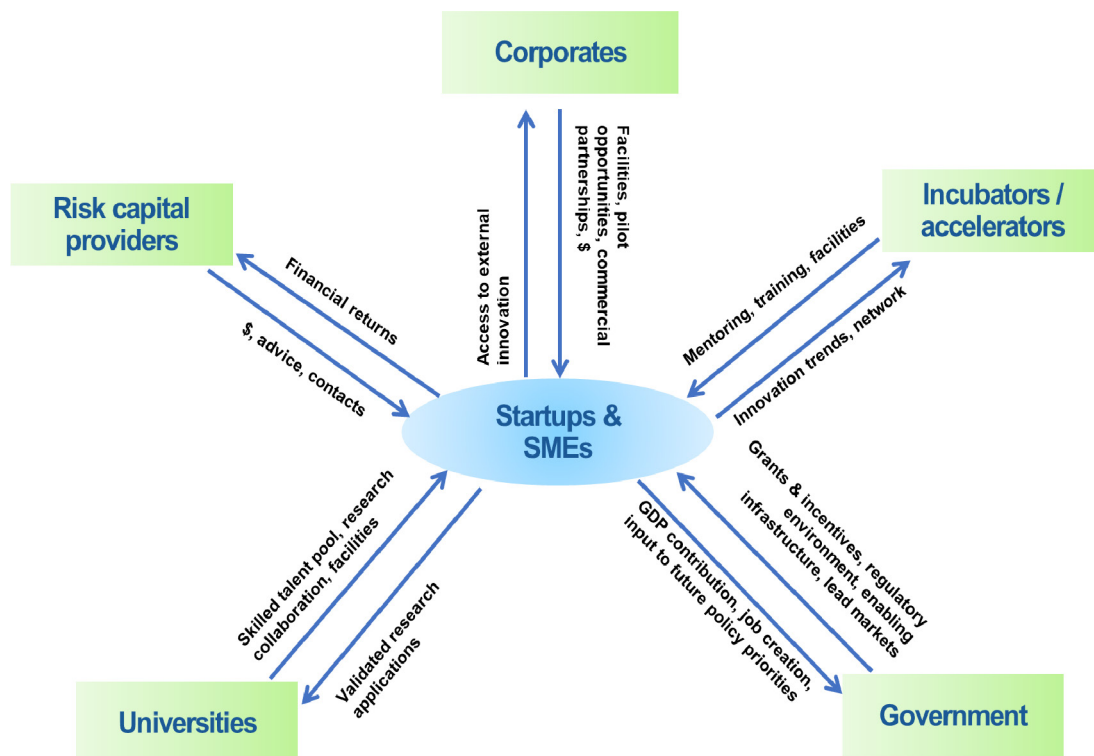 Corporates
Facilities, pilot
opportunities, commercial
partnerships, $
Access to external
innovation
Risk capital
providers
Financial returns
$, advice, contacts
Incubators /
accelerators
Mentoring, training, facilities
Innovation trends, network
Startups &
SMEs
Skilled talent pool, research
collaboration, facilities
Validated research
applications
Universities
Grants & incentives, regulatory
environment, enabling
infrastructure, lead markets
GDP contribution, job creation,
input to future policy priorities
Government